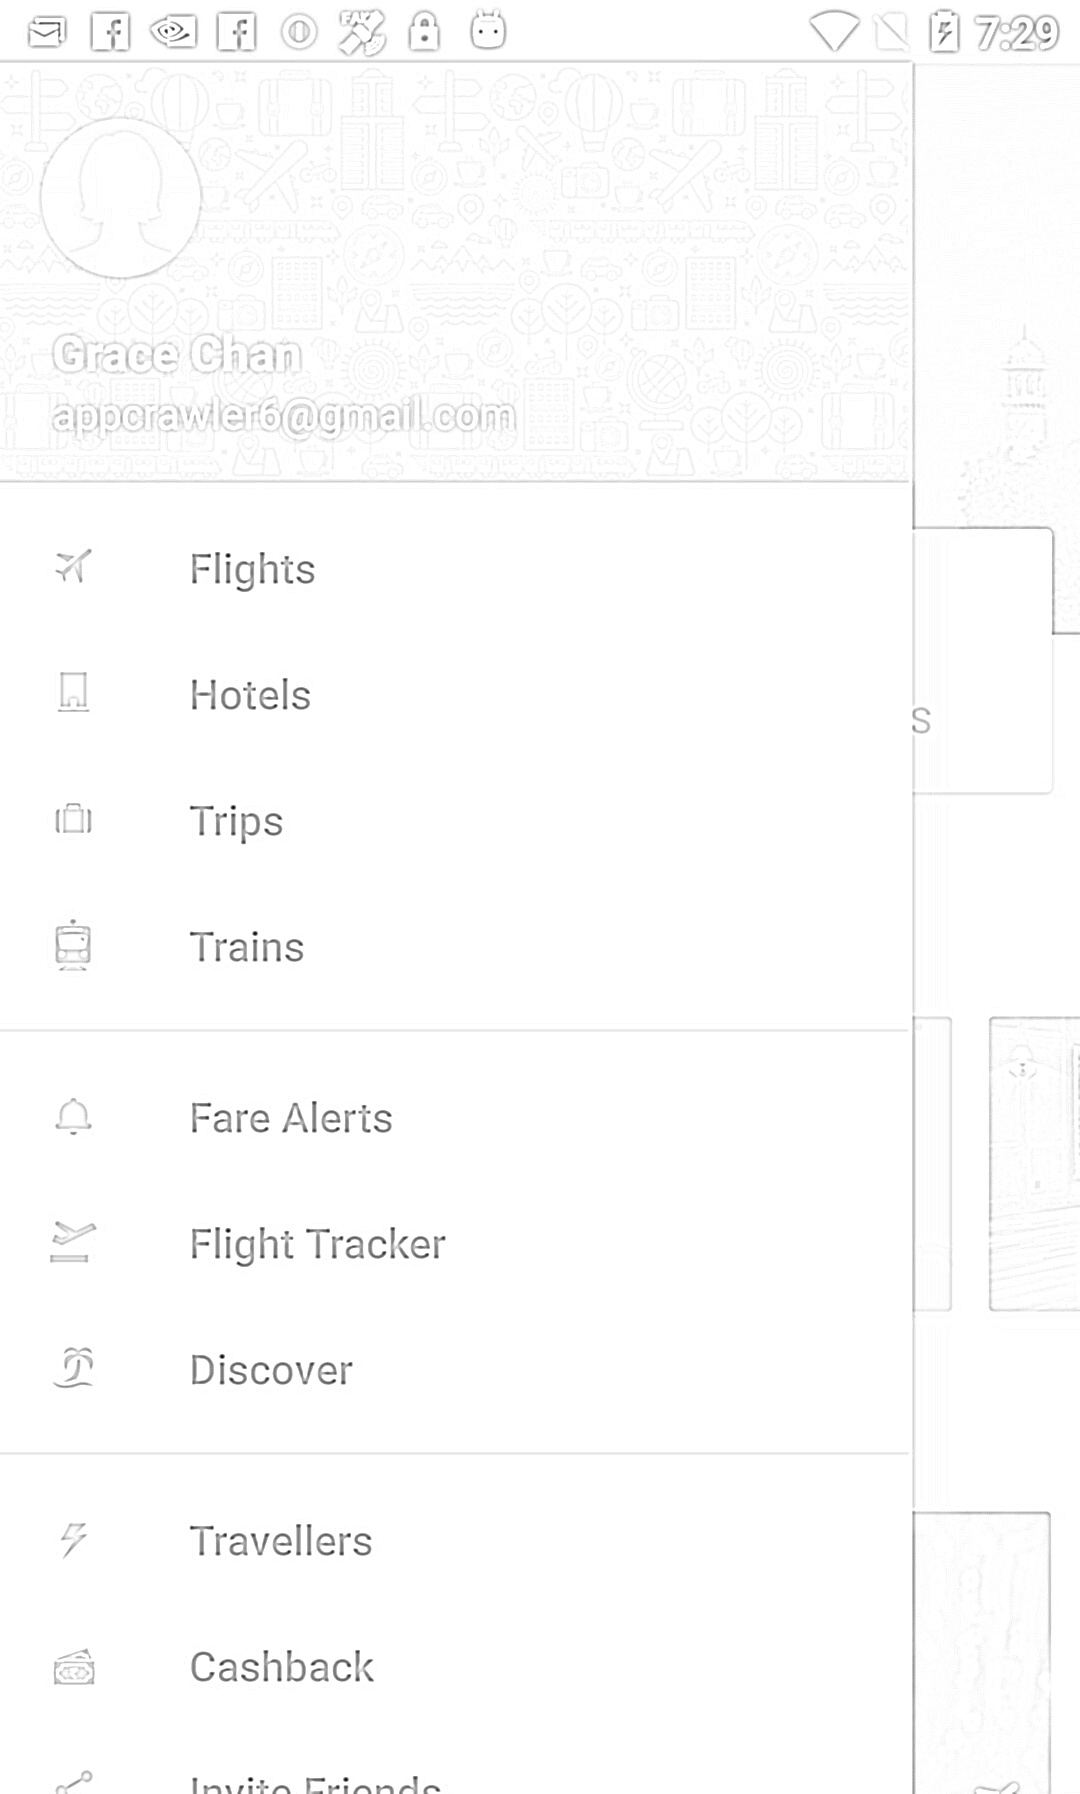 7:29
Grace Chan
appcrawler6@gmail.com
Flights
Hotels
s
Trips
Trains
Fare Alerts
Flight Tracker
Discover
Travellers
Cashback
Invite Friends